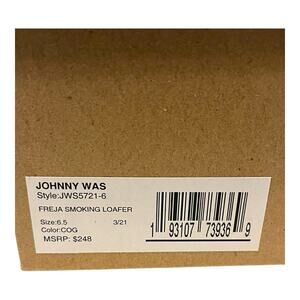 JOHNNY WAS
Style:JWS5721-6
FREJA SMOKING LOAFER
Size:6.5 3/21
Color:COG
MSRP: $248
1 93107 73936 9